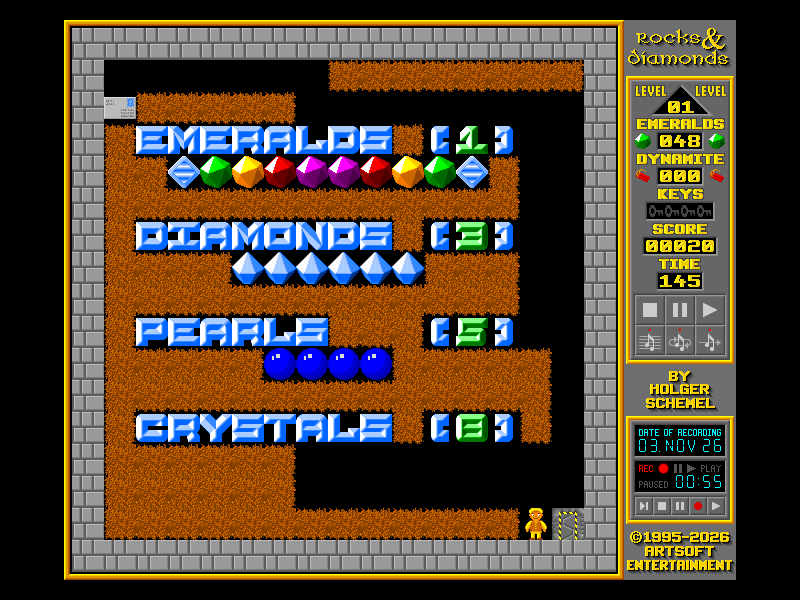 EMERALDS (1)
DIAMONDS (3)
PEARLS (5)
CRYSTALS (8)
rocks&
diamonds
LEVEL LEVEL
01
EMERALDS
048
DYNAMITE
000
KEYS
SCORE
00020
TIME
145
BY
HOLGER
SCHEMEL
DATE OF RECORDING
03.NOV 26
REC PLAY
PAUSED 00:55
©1995-2026
ARTSOFT
ENTERTAINMENT